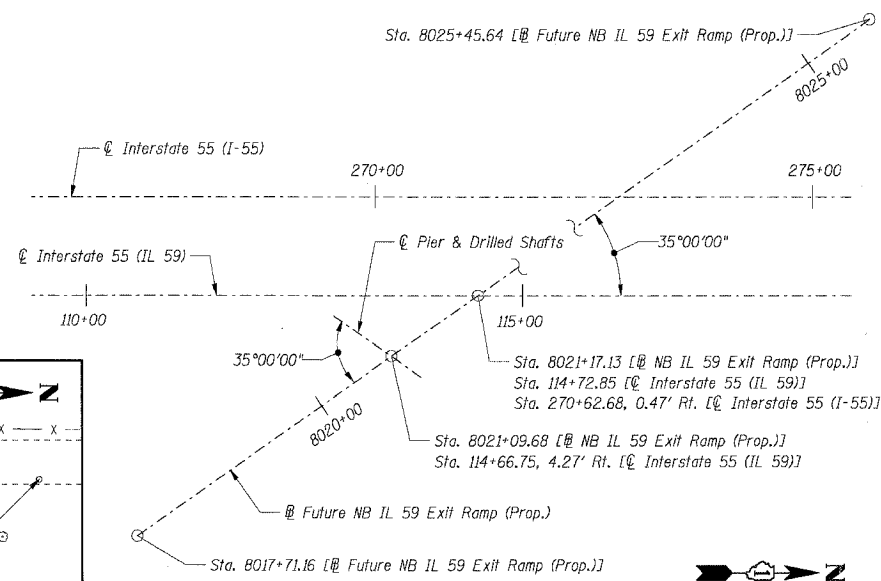 Sta. 8025+45.64 [℄ Future NB IL 59 Exit Ramp (Prop.)]
8025+00
℄ Interstate 55 (I-55)
270+00
275+00
℄ Pier & Drilled Shafts
35°00'00"
℄ Interstate 55 (IL 59)
110+00
115+00
35°00'00"
Sta. 8021+17.13 [℄ NB IL 59 Exit Ramp (Prop.)]
Sta. 114+72.85 [℄ Interstate 55 (IL 59)]
Sta. 270+62.68, 0.47' Rt. [℄ Interstate 55 (I-55)]
8020+00
Sta. 8021+09.68 [℄ NB IL 59 Exit Ramp (Prop.)]
Sta. 114+66.75, 4.27' Rt. [℄ Interstate 55 (IL 59)]
N
X X
℄ Future NB IL 59 Exit Ramp (Prop.)
Sta. 8017+71.16 [℄ Future NB IL 59 Exit Ramp (Prop.)]
N